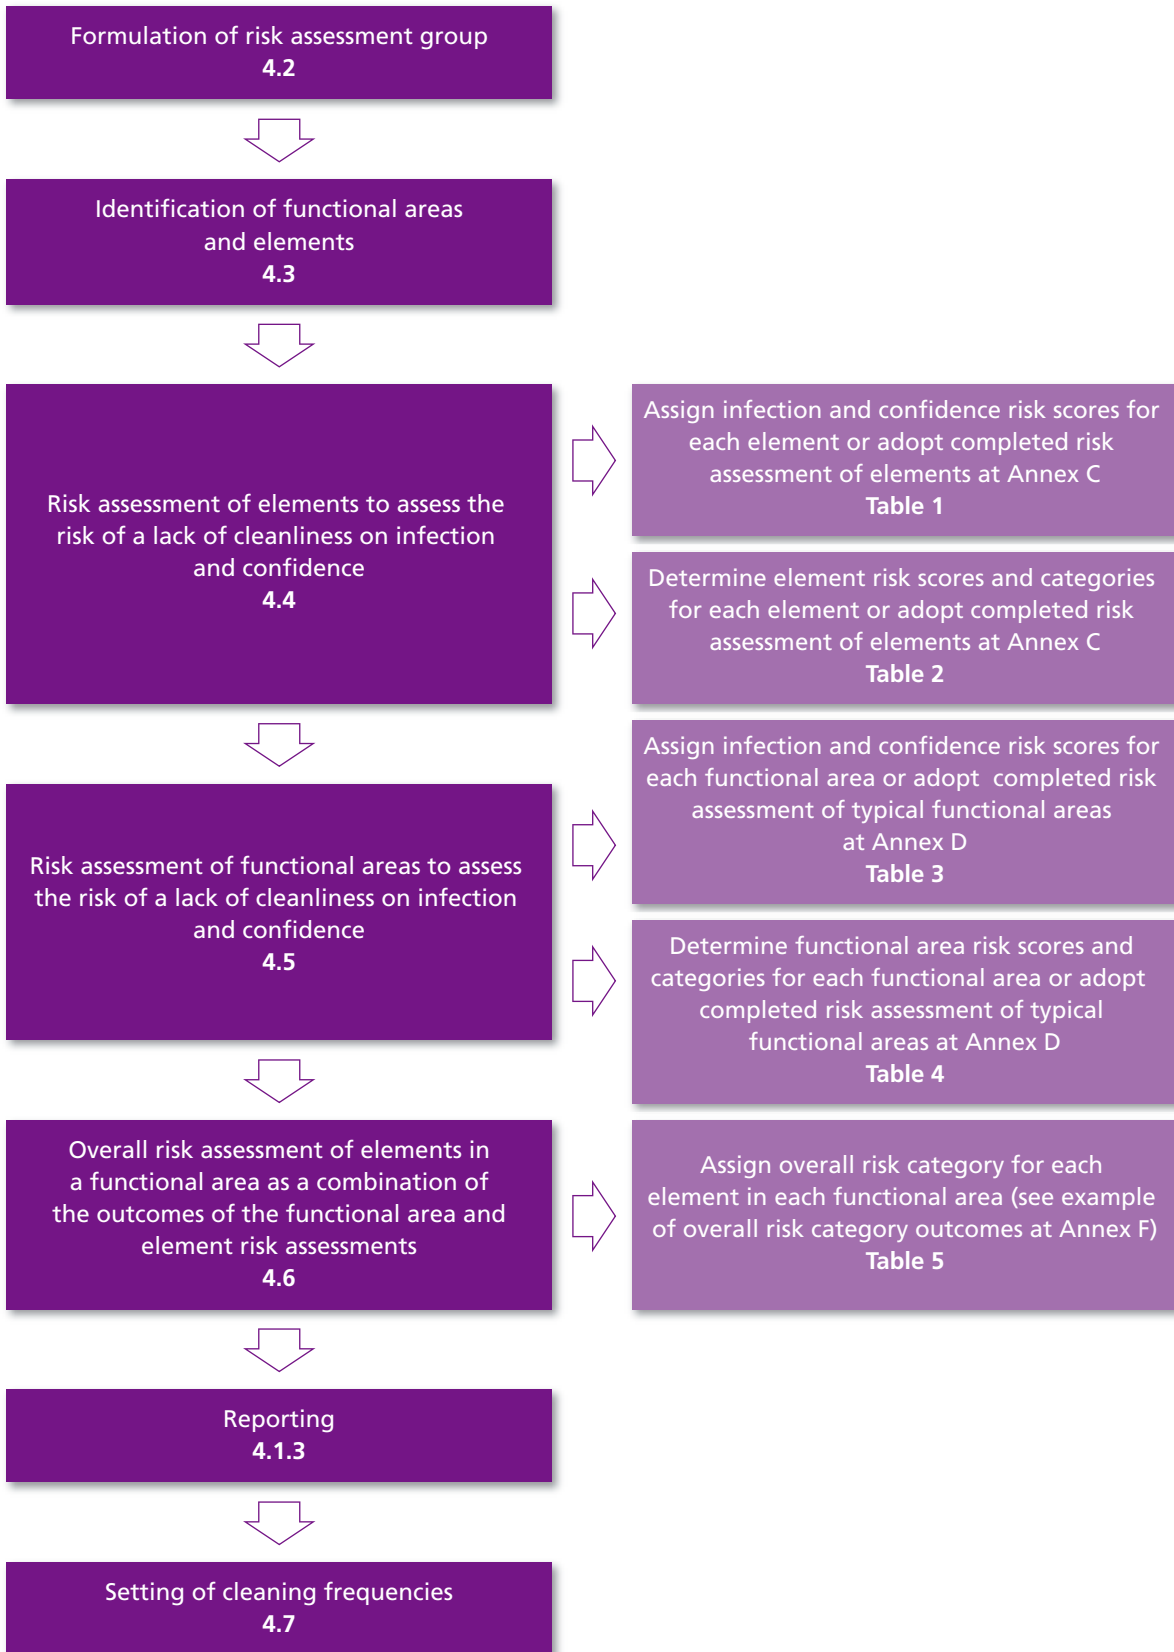 Formulation of risk assessment group
4.2
Identification of functional areas
and elements
4.3
Risk assessment of elements to assess the
risk of a lack of cleanliness on infection
and confidence
4.4
Assign infection and confidence risk scores for
each element or adopt completed risk
assessment of elements at Annex C
Table 1
Determine element risk scores and categories
for each element or adopt completed risk
assessment of elements at Annex C
Table 2
Risk assessment of functional areas to assess
the risk of a lack of cleanliness on infection
and confidence
4.5
Assign infection and confidence risk scores for
each functional area or adopt completed risk
assessment of typical functional areas
at Annex D
Table 3
Determine functional area risk scores and
categories for each functional area or adopt
completed risk assessment of typical
functional areas at Annex D
Table 4
Overall risk assessment of elements in
a functional area as a combination of
the outcomes of the functional area and
element risk assessments
4.6
Assign overall risk category for each
element in each functional area (see example
of overall risk category outcomes at Annex F)
Table 5
Reporting
4.1.3
Setting of cleaning frequencies
4.7